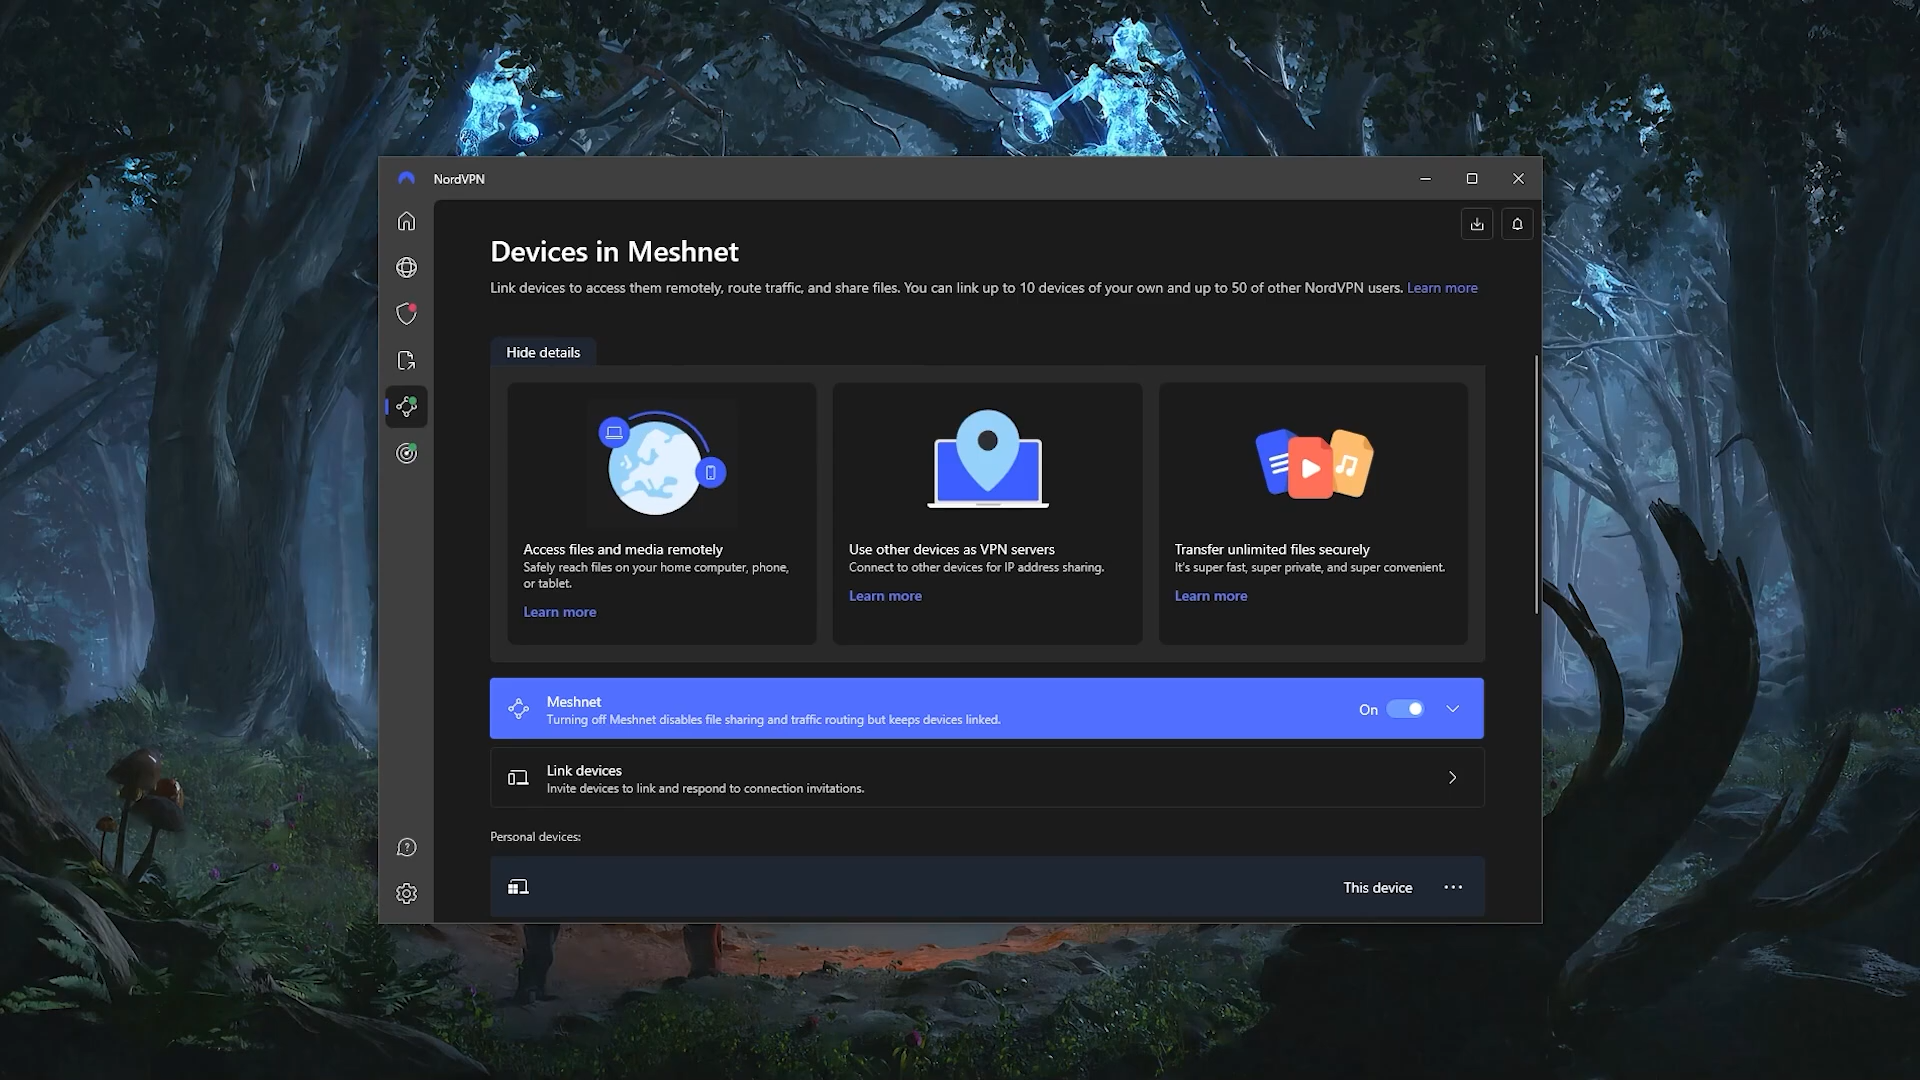 NordVPN
Devices in Meshnet
Link devices to access them remotely, route traffic, and share files. You can link up to 10 devices of your own and up to 50 of other NordVPN users. Learn more
Hide details
Access files and media remotely
Safely reach files on your home computer, phone,
or tablet.
Learn more
Use other devices as VPN servers
Connect to other devices for IP address sharing.
Learn more
Transfer unlimited files securely
It's super fast, super private, and super convenient.
Learn more
Meshnet
Turning off Meshnet disables file sharing and traffic routing but keeps devices linked.
On
Link devices
Invite devices to link and respond to connection invitations.
Personal devices:
This device